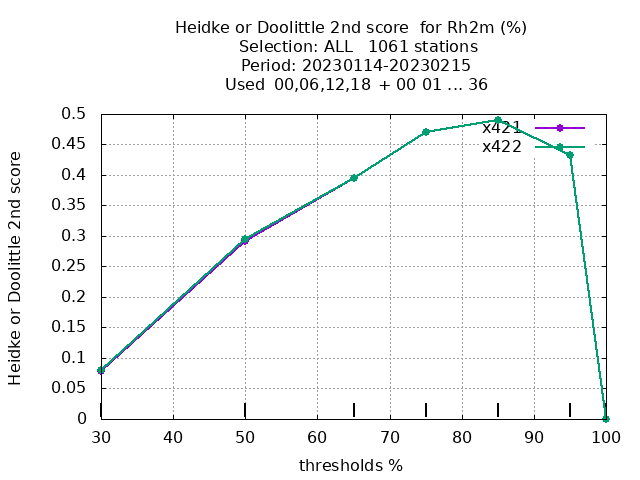 Heidke or Doolittle 2nd score  for Rh2m (%)
Selection: ALL   1061 stations
Period: 20230114-20230215
Used  00,06,12,18  + 00 01 ... 36
Heidke or Doolittle 2nd score
0.5
0.45
0.4
0.35
0.3
0.25
0.2
0.15
0.1
0.05
0
x421
x422
30 40 50 60 70 80 90 100
thresholds %